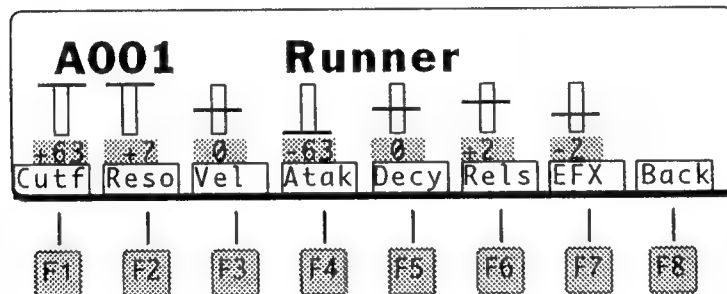 A001 Runner
+63 +7 0 -63 0 +2 -2
Cutf Reso Vel Atak Decy Rels EFX Back
F1 F2 F3 F4 F5 F6 F7 F8